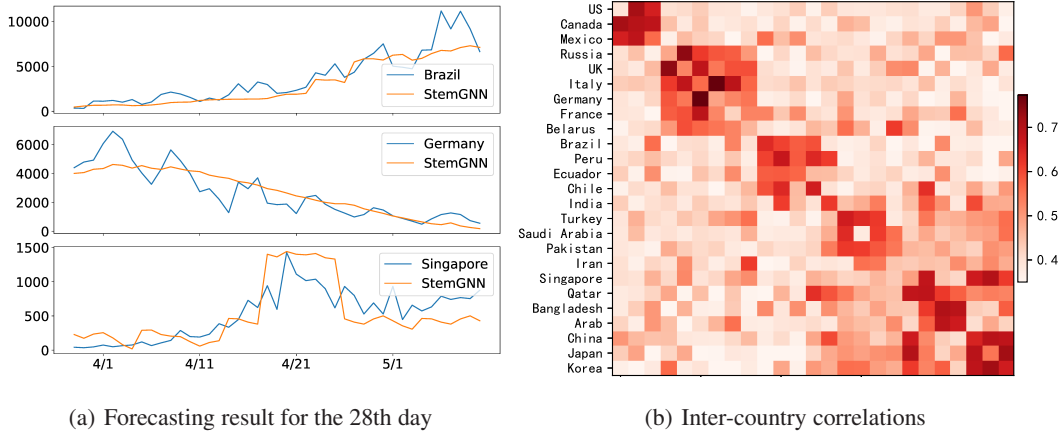 10000
5000
0
Brazil
StemGNN
6000
4000
2000
0
Germany
StemGNN
1500
1000
500
0
Singapore
StemGNN
4/1
4/11
4/21
5/1
(a) Forecasting result for the 28th day
US
Canada
Mexico
Russia
UK
Italy
Germany
France
Belarus
Brazil
Peru
Ecuador
Chile
India
Turkey
Saudi Arabia
Pakistan
Iran
Singapore
Qatar
Bangladesh
Arab
China
Japan
Korea
0.7
0.6
0.5
0.4
(b) Inter-country correlations